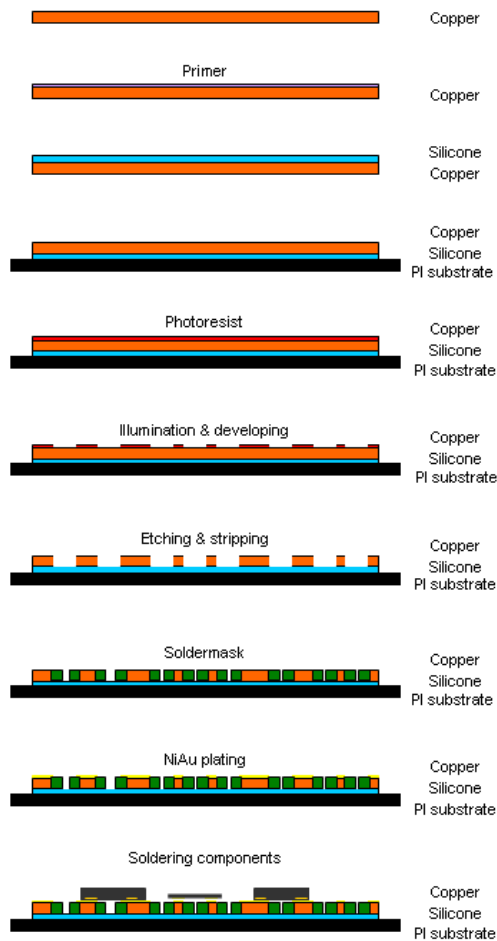 Copper
Primer
Copper
Silicone
Copper
Copper
Silicone
PI substrate
Photoresist
Copper
Silicone
PI substrate
Illumination & developing
Copper
Silicone
PI substrate
Etching & stripping
Copper
Silicone
PI substrate
Soldermask
Copper
Silicone
PI substrate
NiAu plating
Copper
Silicone
PI substrate
Soldering components
Copper
Silicone
PI substrate